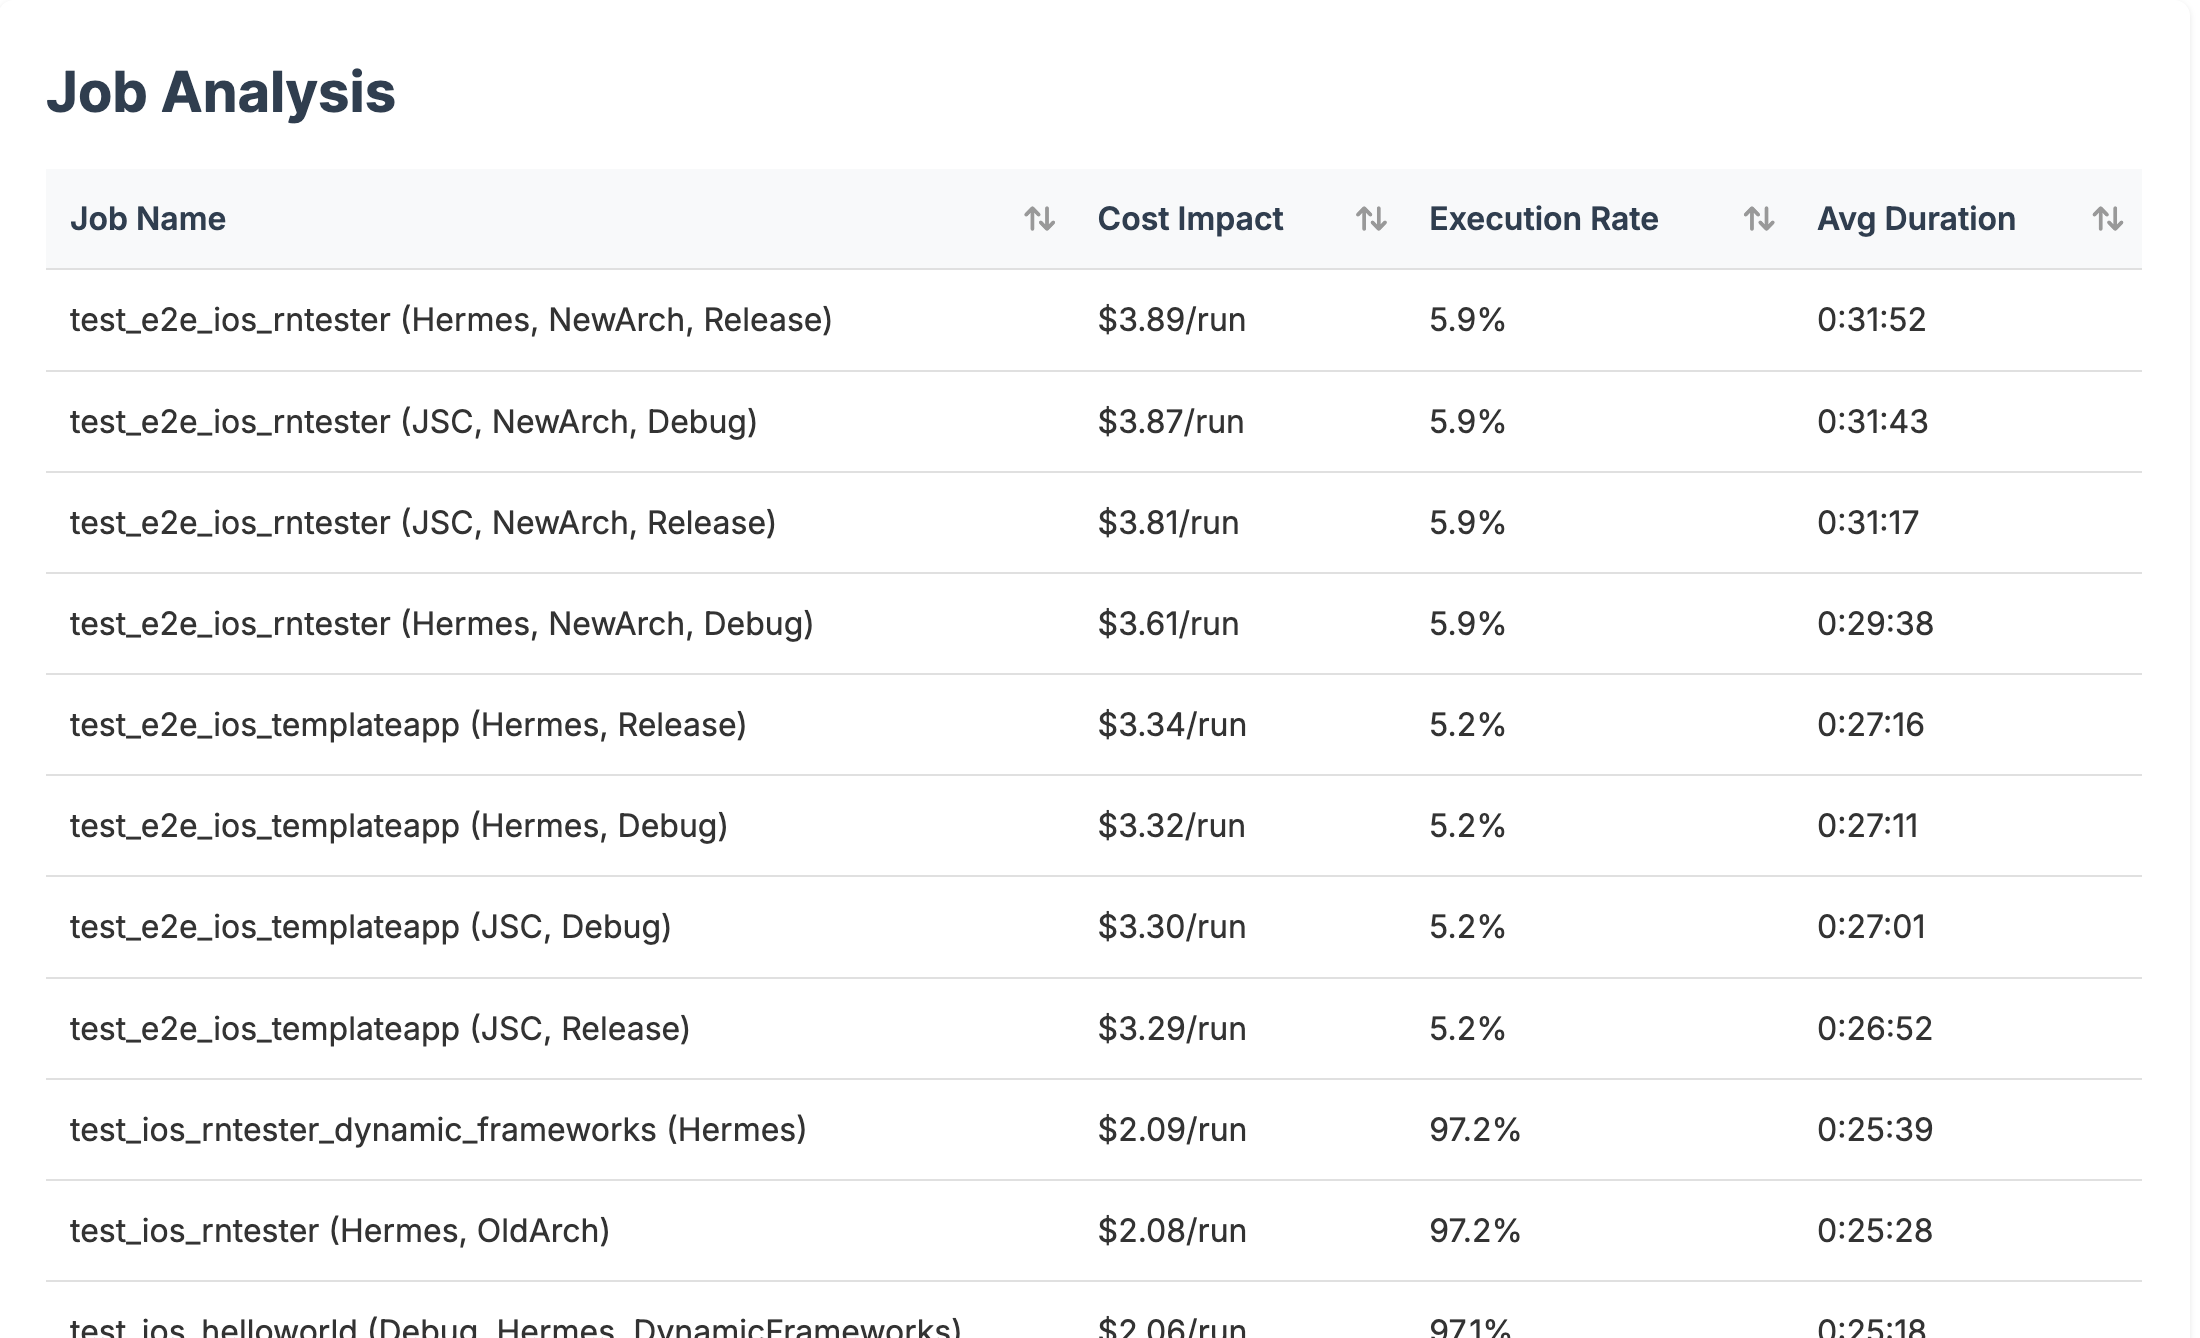 Job Analysis
Job Name Cost Impact Execution Rate Avg Duration
test_e2e_ios_rntester (Hermes, NewArch, Release) $3.89/run 5.9% 0:31:52
test_e2e_ios_rntester (JSC, NewArch, Debug) $3.87/run 5.9% 0:31:43
test_e2e_ios_rntester (JSC, NewArch, Release) $3.81/run 5.9% 0:31:17
test_e2e_ios_rntester (Hermes, NewArch, Debug) $3.61/run 5.9% 0:29:38
test_e2e_ios_templateapp (Hermes, Release) $3.34/run 5.2% 0:27:16
test_e2e_ios_templateapp (Hermes, Debug) $3.32/run 5.2% 0:27:11
test_e2e_ios_templateapp (JSC, Debug) $3.30/run 5.2% 0:27:01
test_e2e_ios_templateapp (JSC, Release) $3.29/run 5.2% 0:26:52
test_ios_rntester_dynamic_frameworks (Hermes) $2.09/run 97.2% 0:25:39
test_ios_rntester (Hermes, OldArch) $2.08/run 97.2% 0:25:28
test_ios_helloworld (Debug, Hermes, DynamicFrameworks) $2.06/run 97.1% 0:25:18